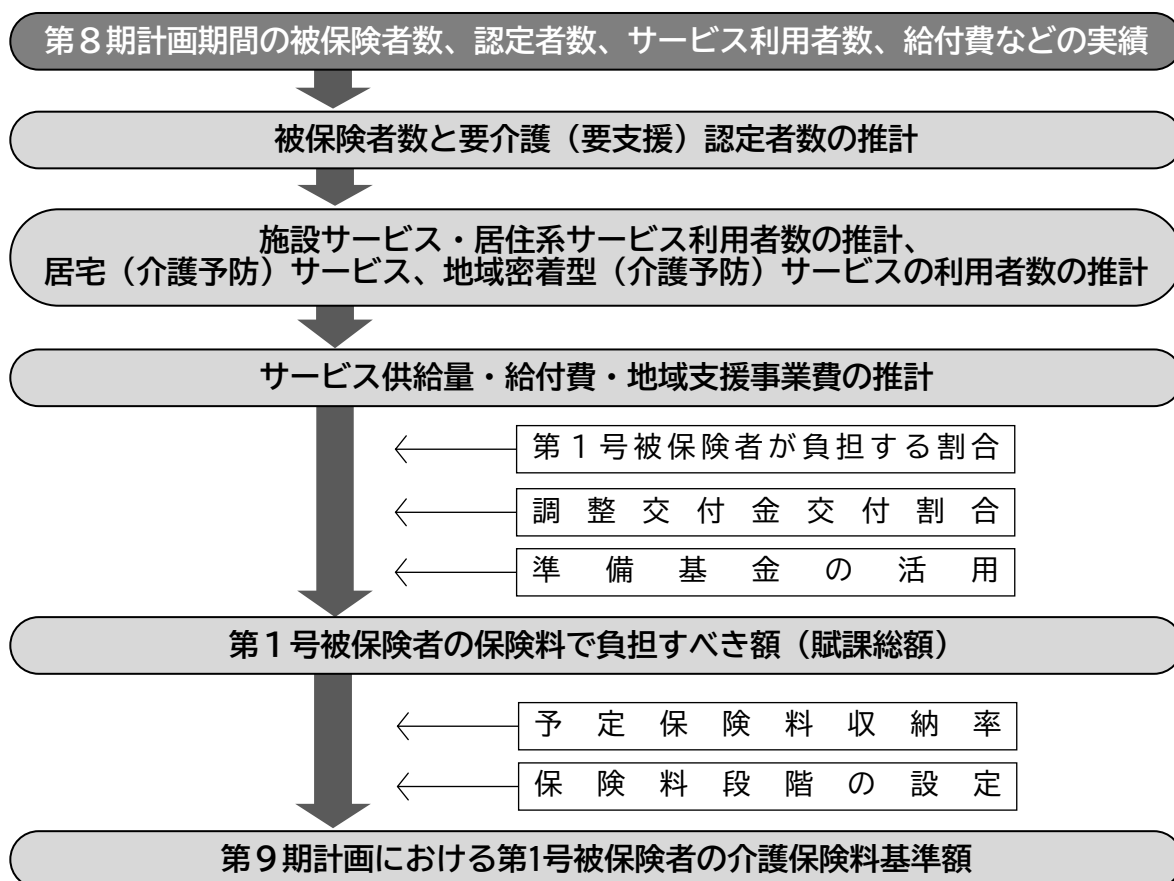 第８期計画期間の被保険者数、認定者数、サービス利用者数、給付費などの実績
被保険者数と要介護（要支援）認定者数の推計
施設サービス・居住系サービス利用者数の推計、
居宅（介護予防）サービス、地域密着型（介護予防）サービスの利用者数の推計
サービス供給量・給付費・地域支援事業費の推計
第１号被保険者が負担する割合
調整交付金交付割合
準備基金の活用
第１号被保険者の保険料で負担すべき額（賦課総額）
予定保険料収納率
保険料段階の設定
第９期計画における第1号被保険者の介護保険料基準額